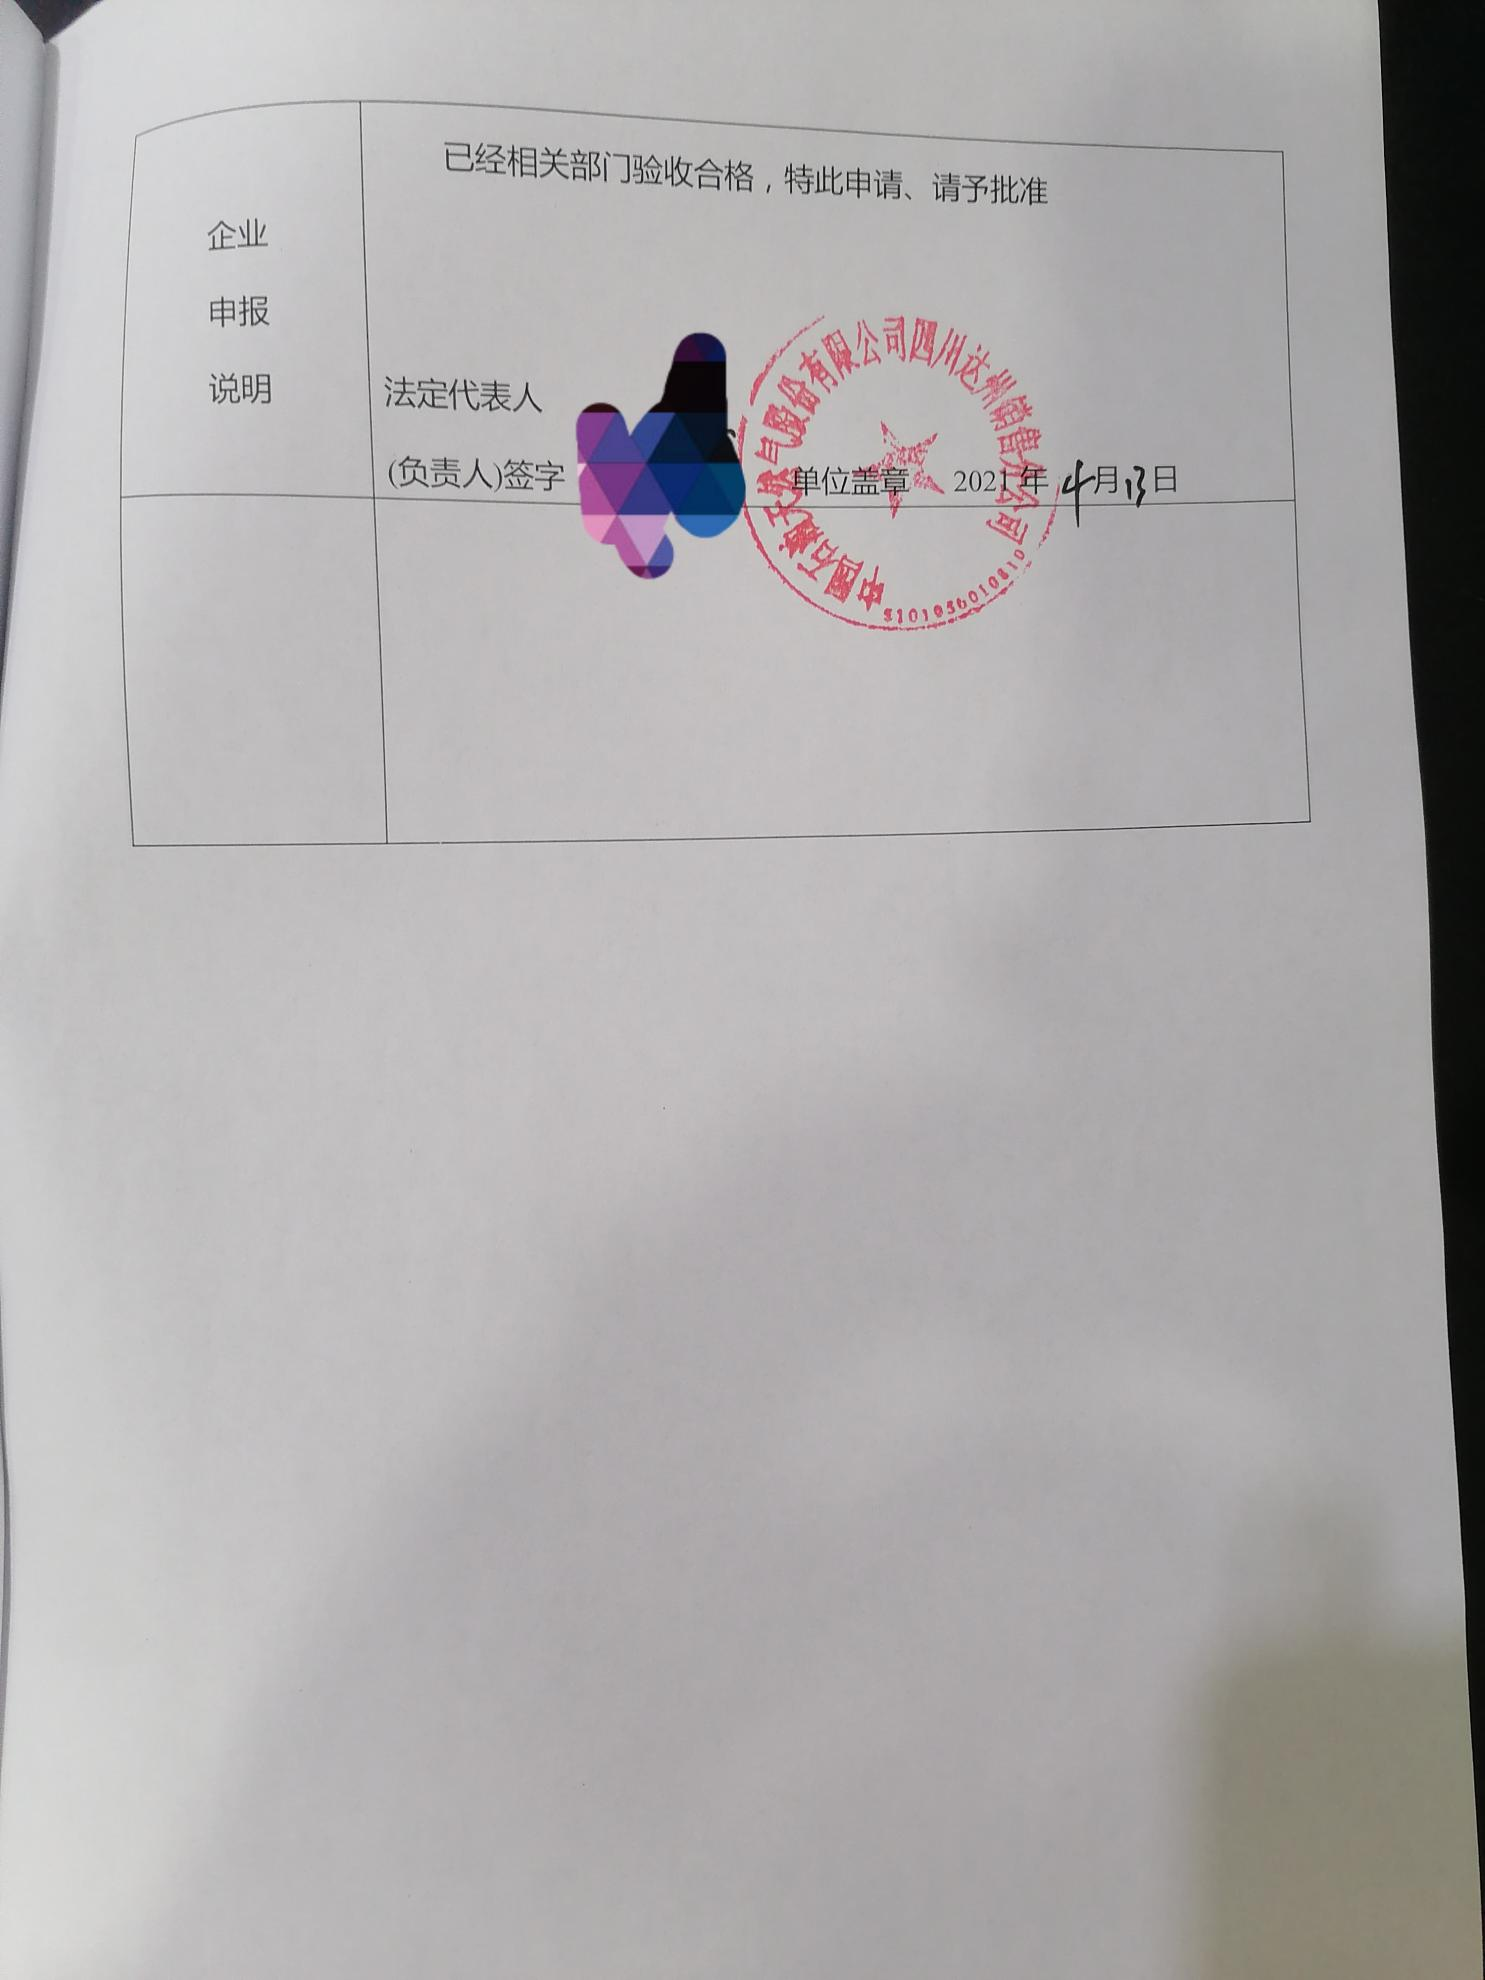 已经相关部门验收合格，特此申请、请予批准
企业
申报
说明
法定代表人
(负责人)签字
单位盖章 2021年4月13日
中国石油天然气股份有限公司四川达州销售分公司